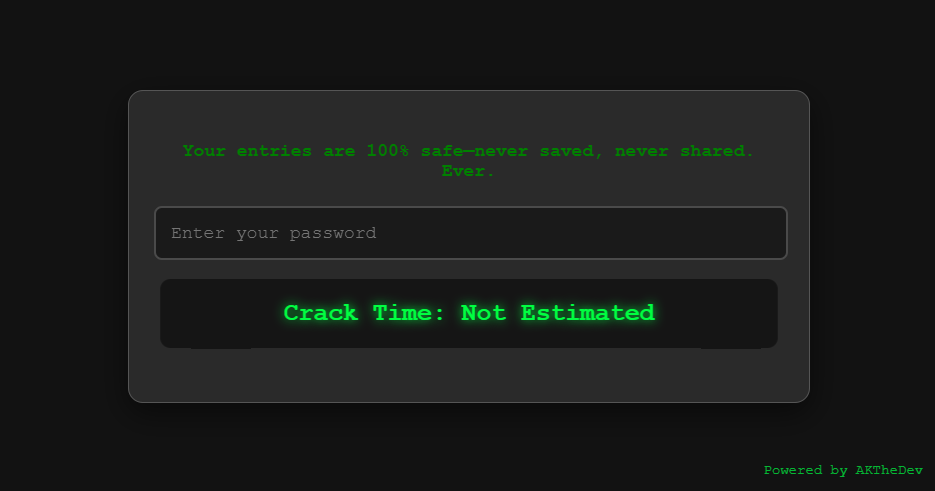 Your entries are 100% safe—never saved, never shared.
Ever.
Enter your password
Crack Time: Not Estimated
Powered by AKTheDev